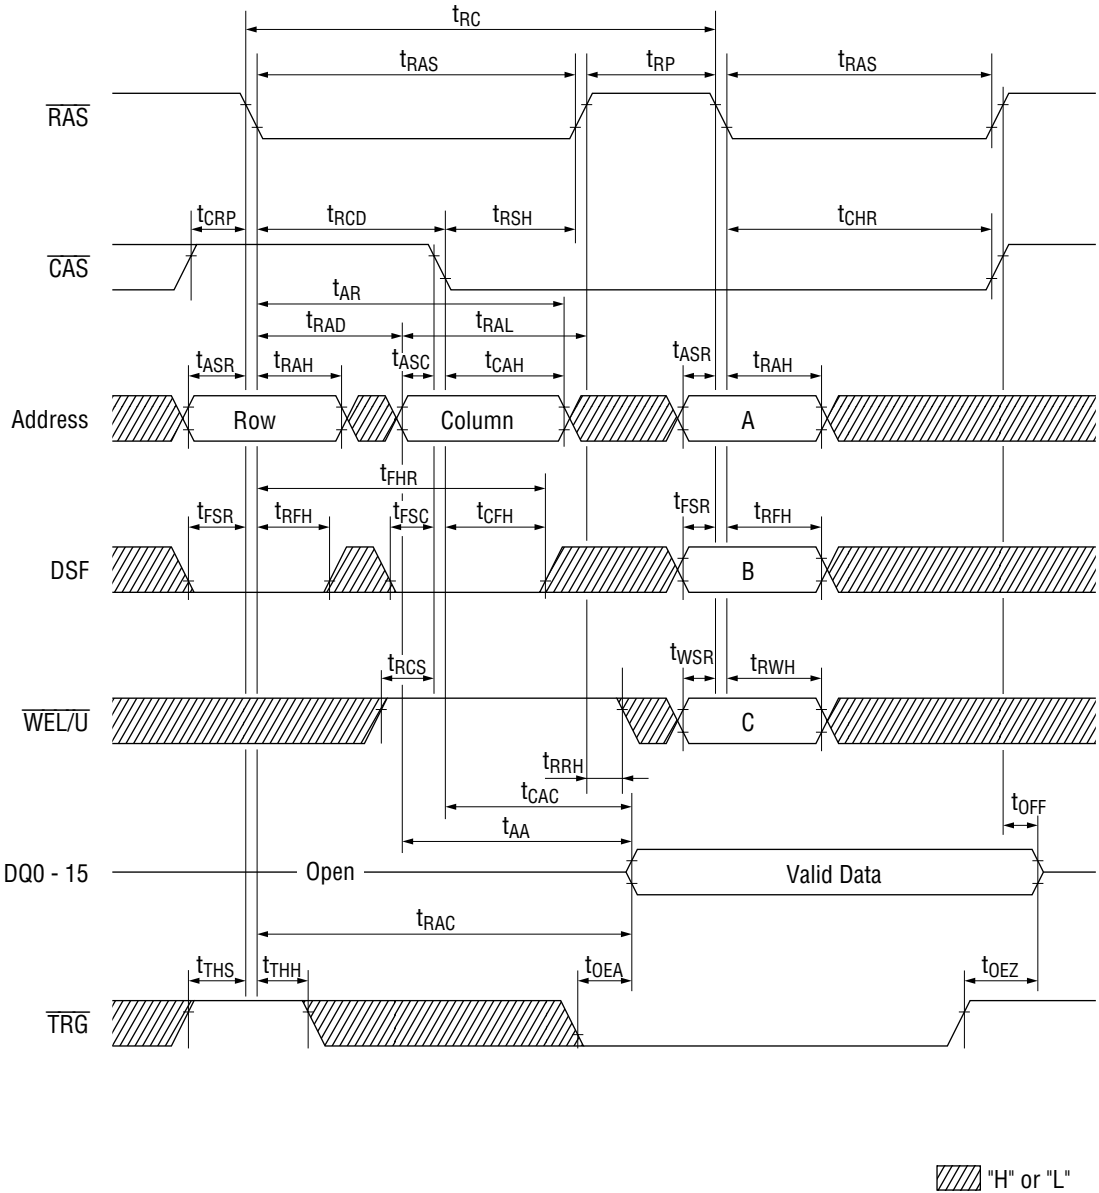 tRC
tRAS tRP tRAS
RAS
tCRP tRCD tRSH tCHR
CAS
tAR
tRAD tRAL
tASR tRAH tASC tCAH tASR tRAH
Address Row Column A
tFHR
tFSR tRFH tFSC tCFH tFSR tRFH
DSF B
tRCS tWSR tRWH
WEL/U C
tRRH
tCAC tOFF
tAA
DQ0 - 15 Open Valid Data
tRAC
tTHS tTHH tOEA tOEZ
TRG
"H" or "L"